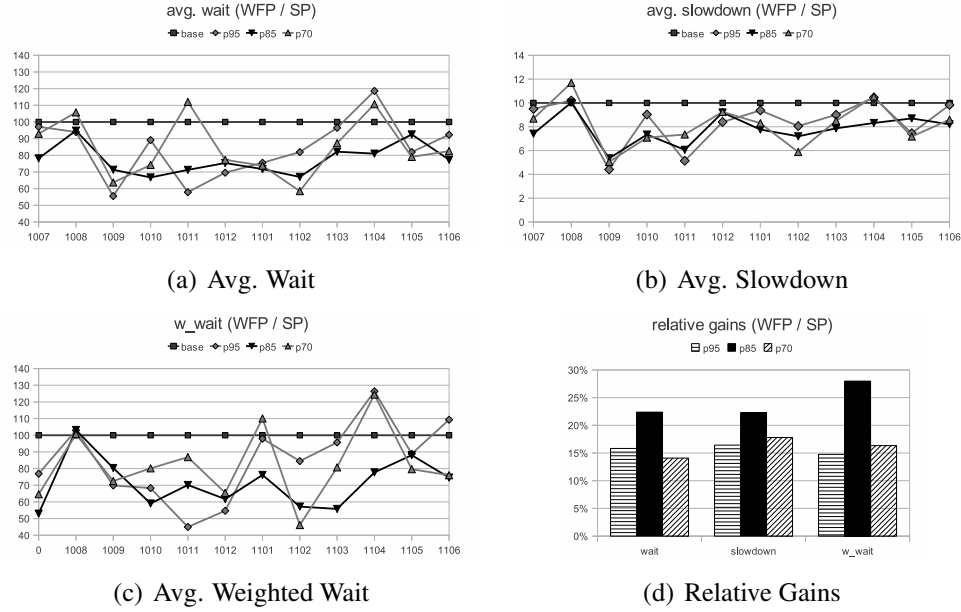 avg. wait (WFP / SP)
base p95 p85 p70
140
130
120
110
100
90
80
70
60
50
40
1007 1008 1009 1010 1011 1012 1101 1102 1103 1104 1105 1106
(a) Avg. Wait
avg. slowdown (WFP / SP)
base p95 p85 p70
14
12
10
8
6
4
2
0
1007 1008 1009 1010 1011 1012 1101 1102 1103 1104 1105 1106
(b) Avg. Slowdown
w_wait (WFP / SP)
base p95 p85 p70
140
130
120
110
100
90
80
70
60
50
40
0 1008 1009 1010 1011 1012 1101 1102 1103 1104 1105 1106
(c) Avg. Weighted Wait
relative gains (WFP / SP)
p95 p85 p70
30%
25%
20%
15%
10%
5%
0%
wait slowdown w_wait
(d) Relative Gains